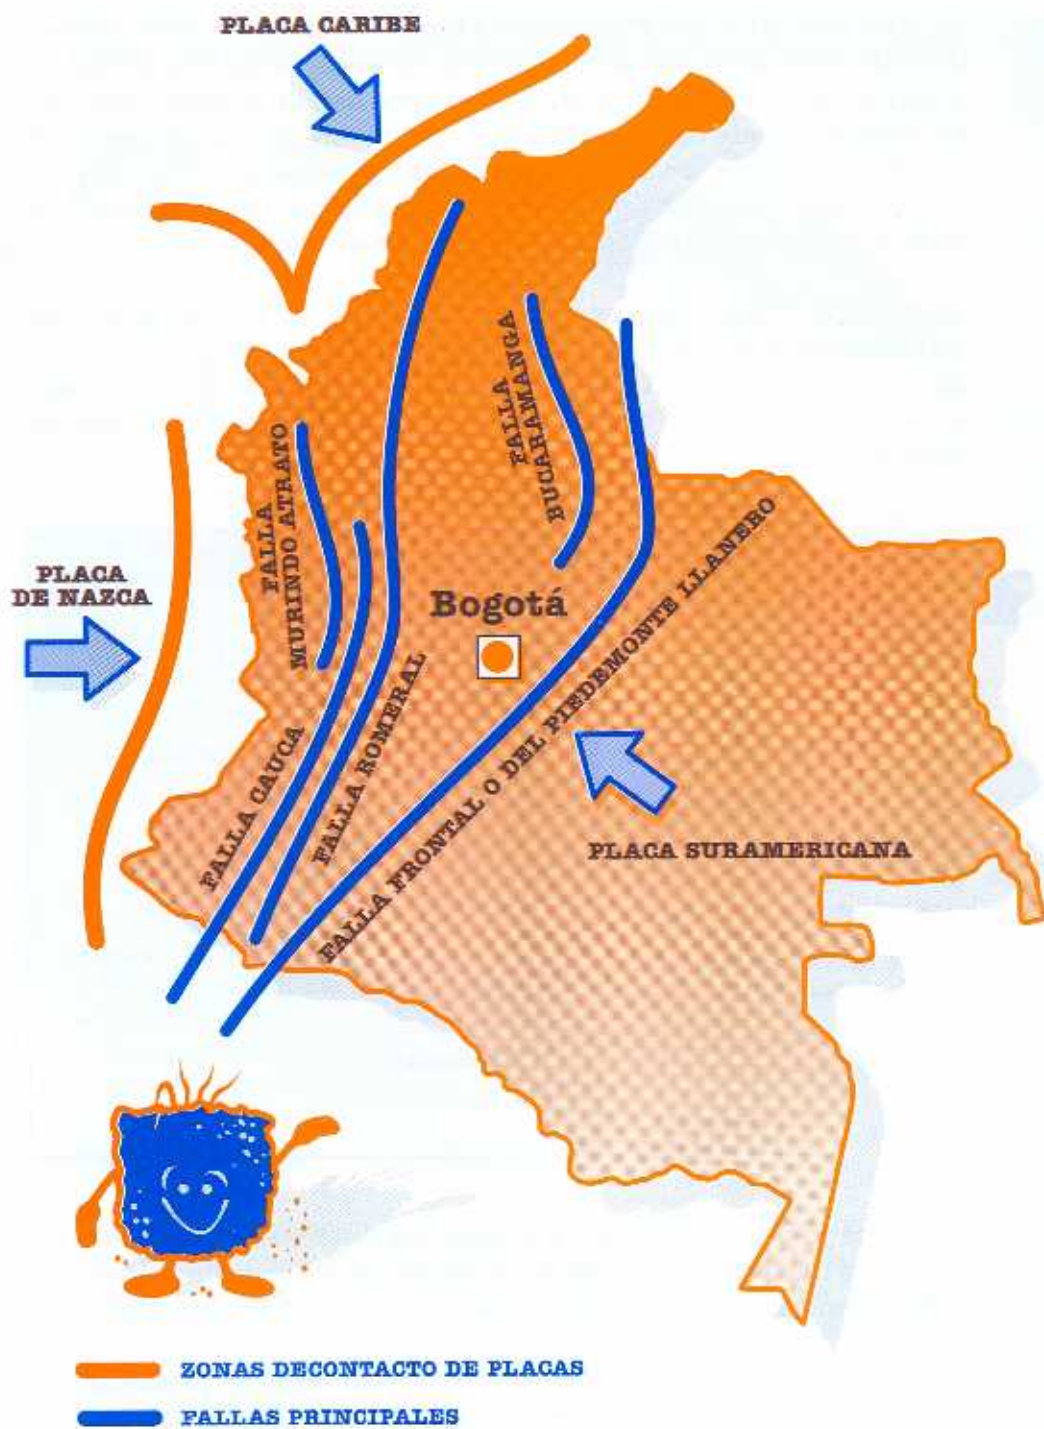 PLACA CARIBE
FALLA
BUCARAMANGA
FALLA
MURINDO ATRATO
PLACA
DE NAZCA
Bogotá
FALLA CAUCA
FALLA ROMERAL
FALLA FRONTAL O DEL PIEDEMONTE LLANERO
PLACA SURAMERICANA
ZONAS DECONTACTO DE PLACAS
FALLAS PRINCIPALES